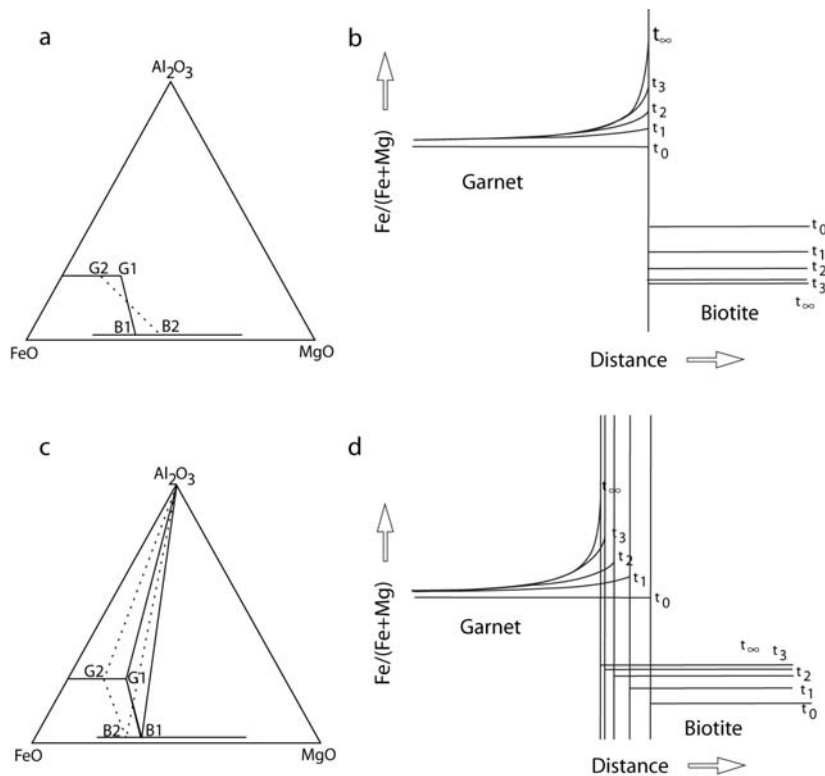 a
Al₂O₃
G2 G1
B1 B2
FeO MgO
b
Fe/(Fe+Mg)
t∞
t₃
t₂
t₁
t₀
Garnet
t₀
t₁
t₂
t₃
t∞
Biotite
Distance
c
Al₂O₃
G2 G1
B2 B1
FeO MgO
d
Fe/(Fe+Mg)
t∞
t₃
t₂
t₁
t₀
Garnet
t∞ t₃
t₂
t₁
t₀
Biotite
Distance